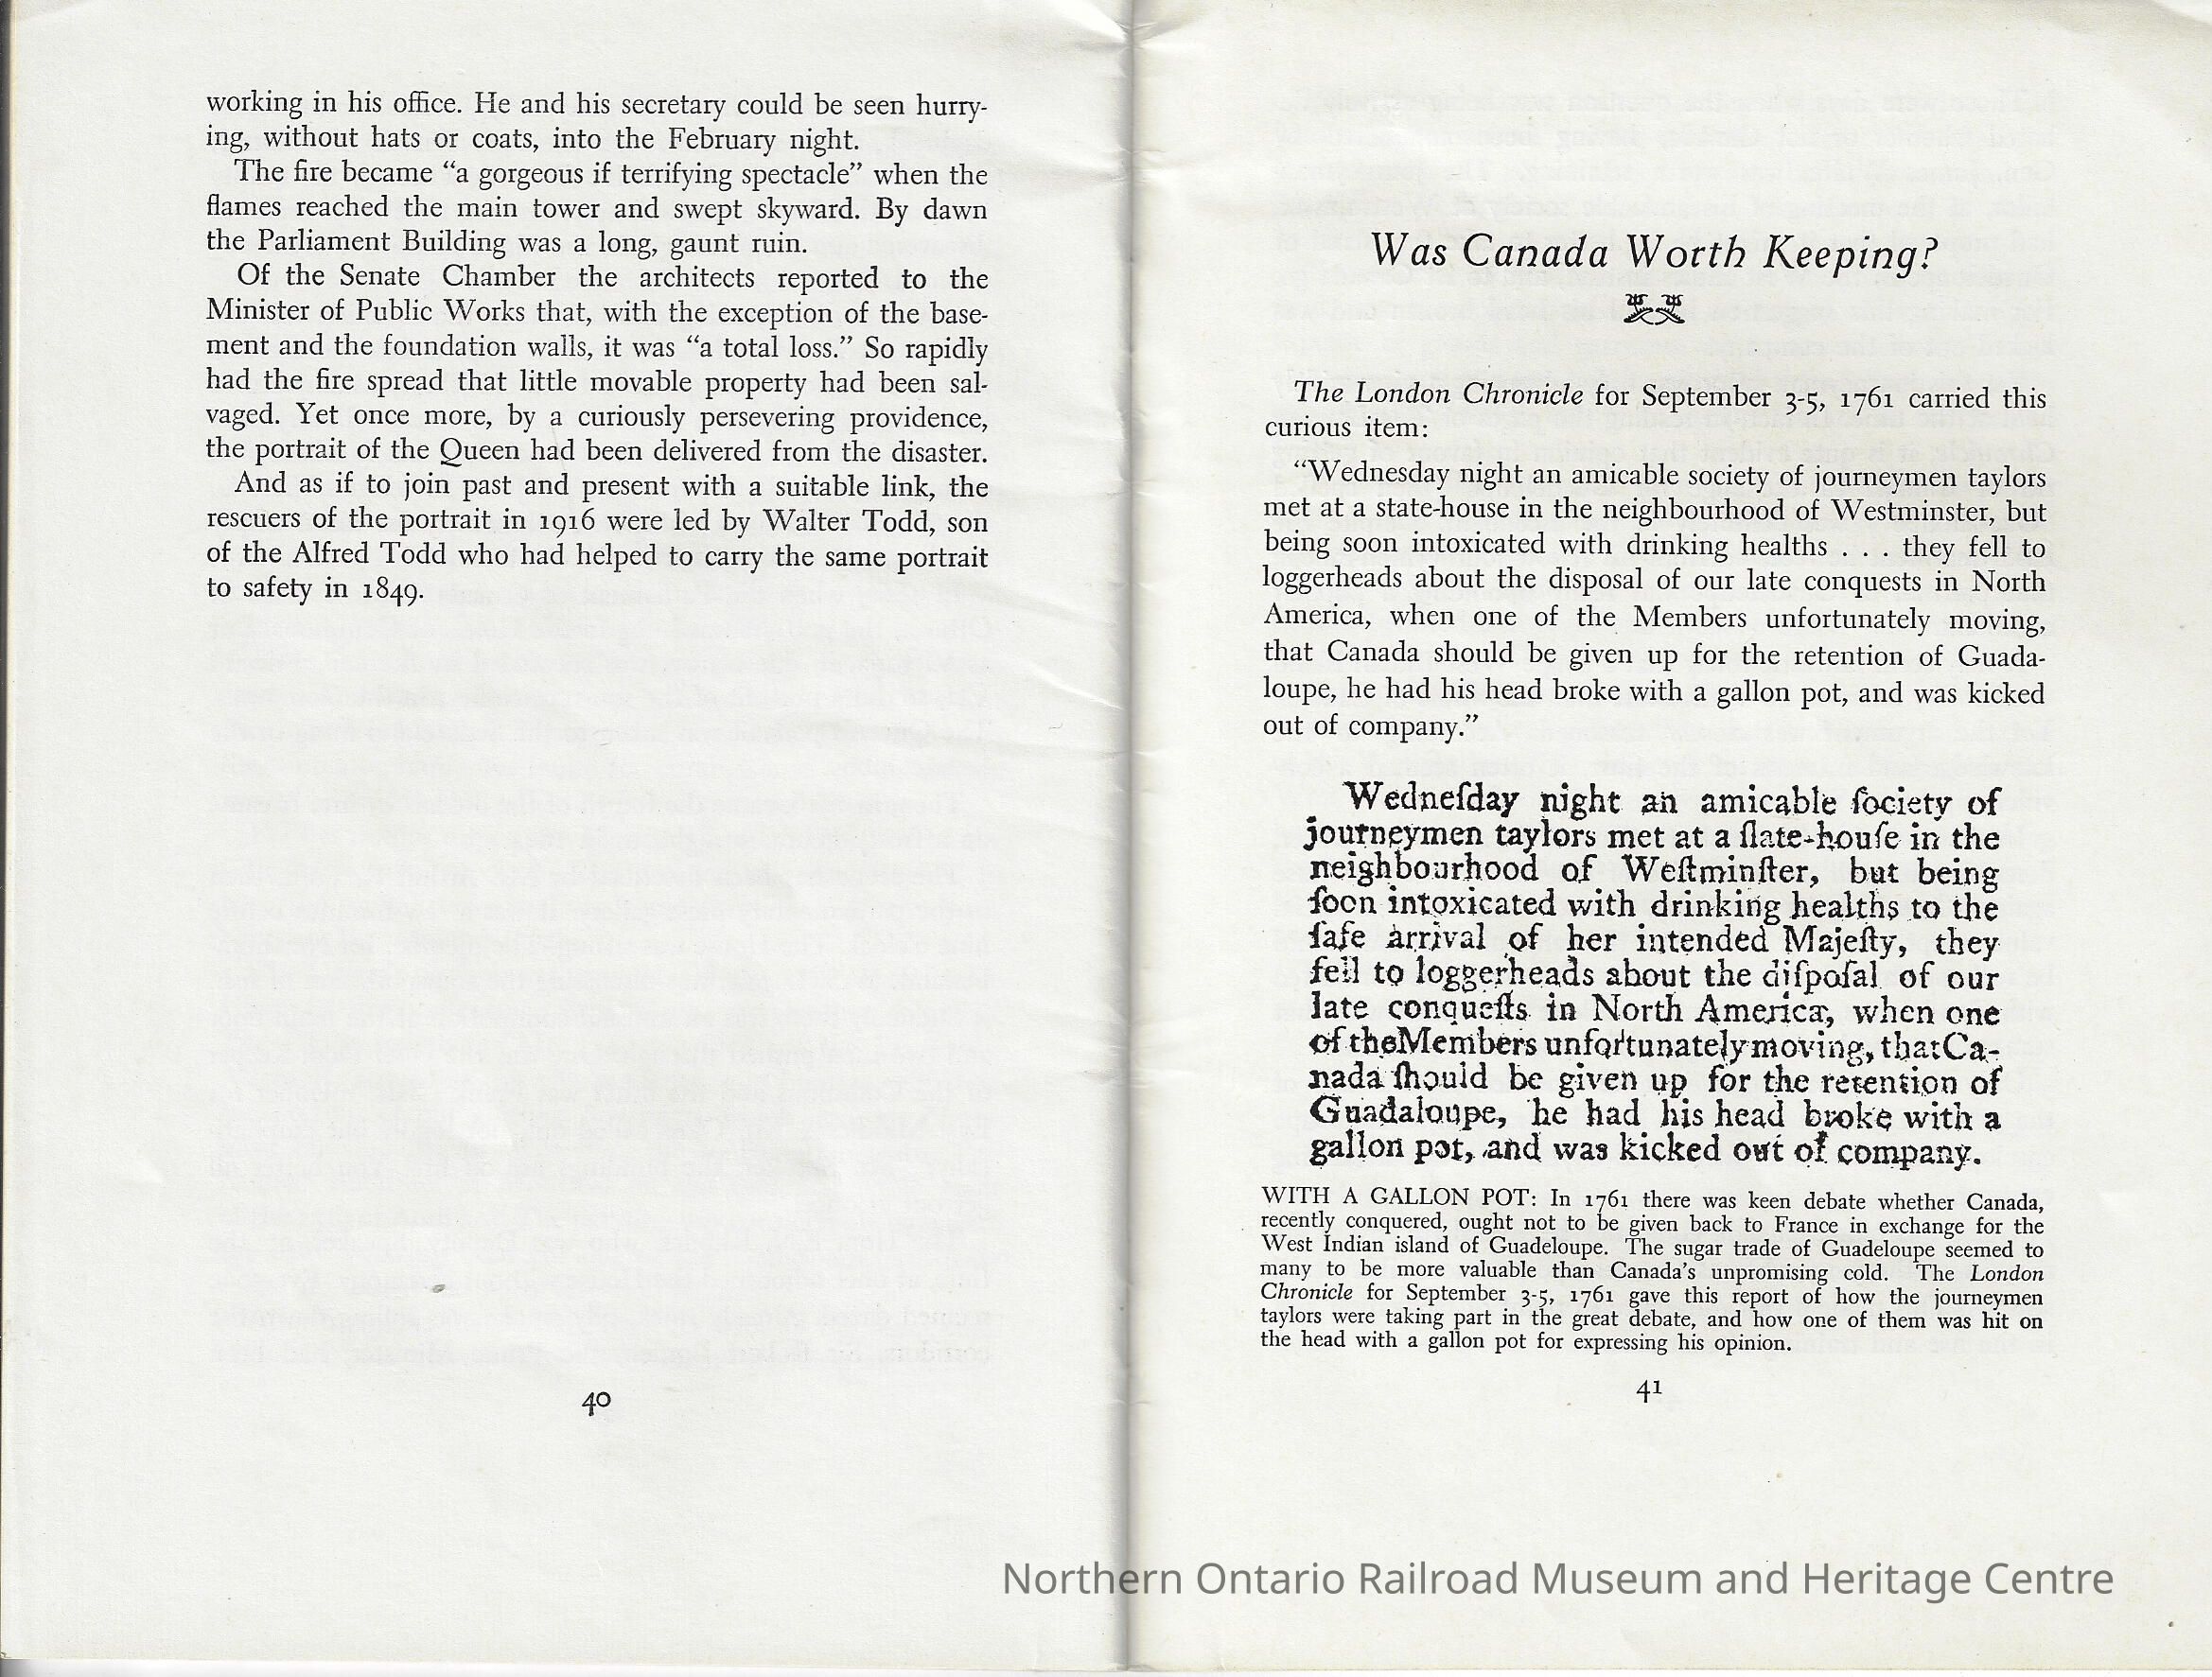 working in his office. He and his secretary could be seen hurry-
ing, without hats or coats, into the February night.
The fire became “a gorgeous if terrifying spectacle” when the
flames reached the main tower and swept skyward. By dawn
the Parliament Building was a long, gaunt ruin.
Of the Senate Chamber the architects reported to the
Minister of Public Works that, with the exception of the base-
ment and the foundation walls, it was “a total loss.” So rapidly
had the fire spread that little movable property had been sal-
vaged. Yet once more, by a curiously persevering providence,
the portrait of the Queen had been delivered from the disaster.
And as if to join past and present with a suitable link, the
rescuers of the portrait in 1916 were led by Walter Todd, son
of the Alfred Todd who had helped to carry the same portrait
to safety in 1849.
40
Was Canada Worth Keeping?
The London Chronicle for September 3-5, 1761 carried this
curious item:
“Wednesday night an amicable society of journeymen taylors
met at a state-house in the neighbourhood of Westminster, but
being soon intoxicated with drinking healths . . . they fell to
loggerheads about the disposal of our late conquests in North
America, when one of the Members unfortunately moving,
that Canada should be given up for the retention of Guada-
loupe, he had his head broke with a gallon pot, and was kicked
out of company.”
Wedneſday night an amicable ſociety of
journeymen taylors met at a ſlate-houſe in the
neighbourhood of Weſtminſter, but being
ſoon intoxicated with drinking healths to the
ſafe arrival of her intended Majeſty, they
fell to loggerheads about the diſpoſal of our
late conqueſts in North America, when one
of the Members unfortunately moving, that Ca-
nada ſhould be given up for the retention of
Guadaloupe, he had his head broke with a
gallon pot, and was kicked out of company.
WITH A GALLON POT: In 1761 there was keen debate whether Canada,
recently conquered, ought not to be given back to France in exchange for the
West Indian island of Guadeloupe. The sugar trade of Guadeloupe seemed to
many to be more valuable than Canada’s unpromising cold. The London
Chronicle for September 3-5, 1761 gave this report of how the journeymen
taylors were taking part in the great debate, and how one of them was hit on
the head with a gallon pot for expressing his opinion.
41
Northern Ontario Railroad Museum and Heritage Centre